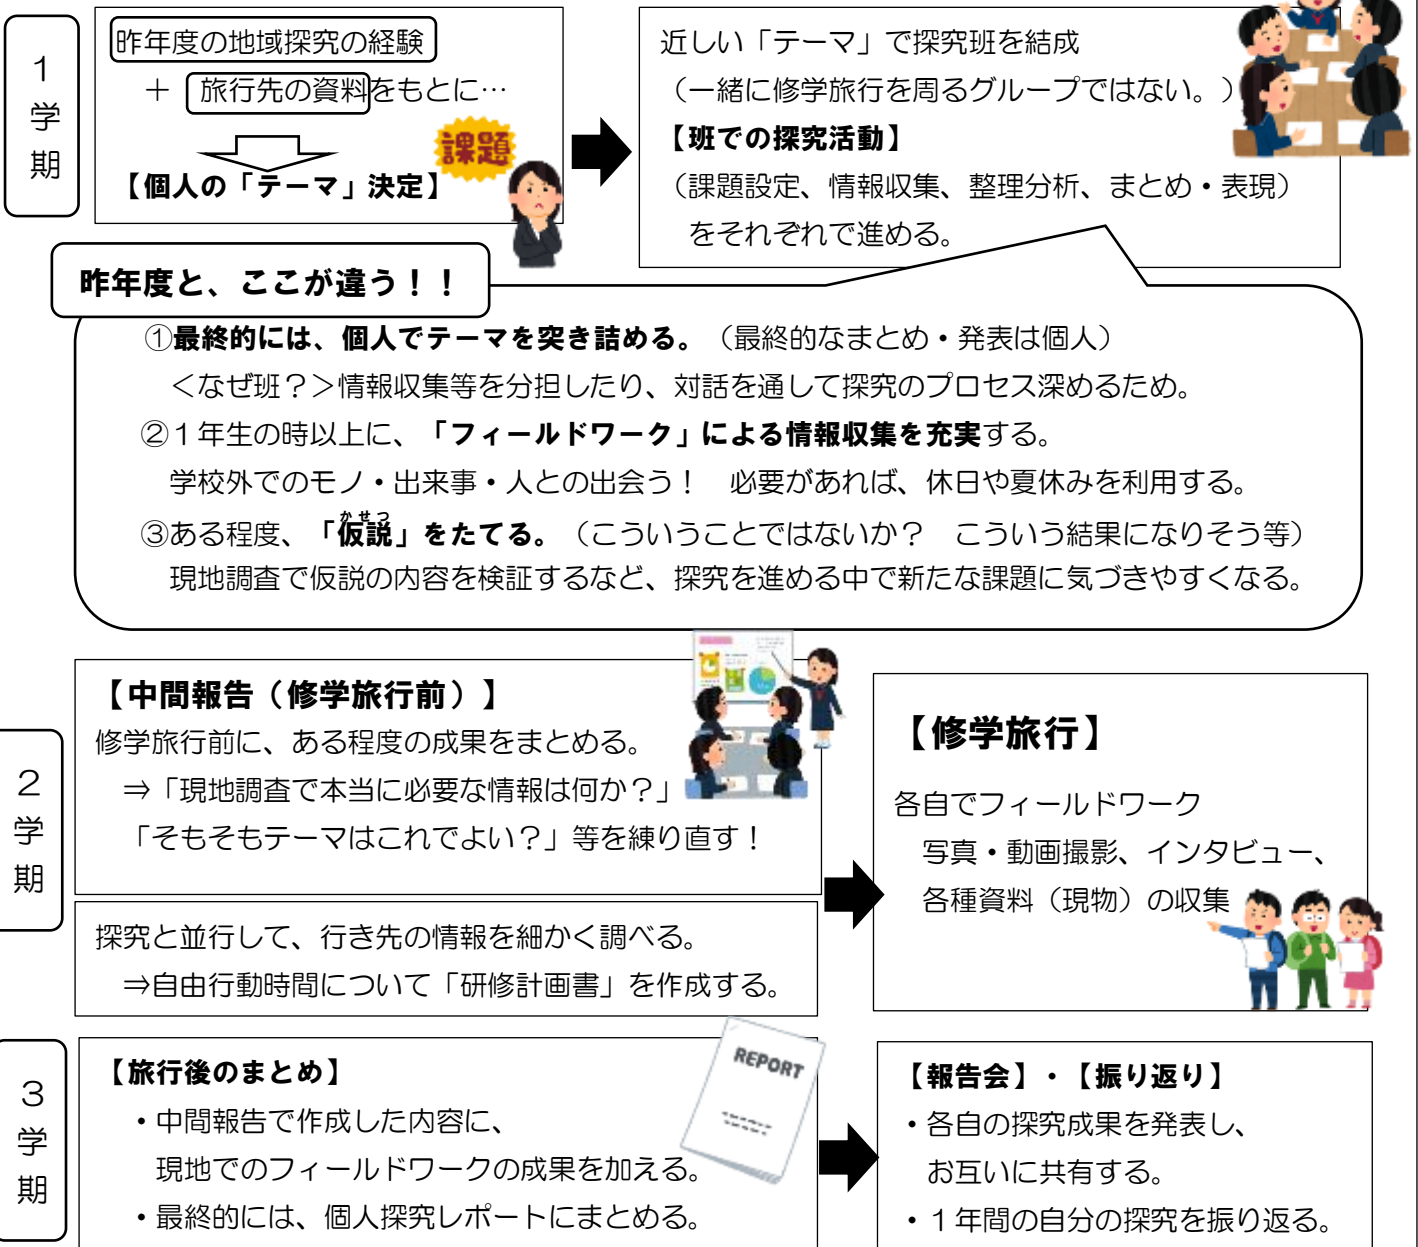 1
学
期
昨年度の地域探究の経験
＋ 旅行先の資料をもとに…
課題
【個人の「テーマ」決定】
近しい「テーマ」で探究班を結成
（一緒に修学旅行を周るグループではない。）
【班での探究活動】
（課題設定、情報収集、整理分析、まとめ・表現）
をそれぞれで進める。
昨年度と、ここが違う！！
①最終的には、個人でテーマを突き詰める。（最終的なまとめ・発表は個人）
＜なぜ班？＞情報収集等を分担したり、対話を通して探究のプロセス深めるため。
②１年生の時以上に、「フィールドワーク」による情報収集を充実する。
学校外でのモノ・出来事・人との出会う！　必要があれば、休日や夏休みを利用する。
かせつ
③ある程度、「仮説」をたてる。（こういうことではないか？　こういう結果になりそう等）
現地調査で仮説の内容を検証するなど、探究を進める中で新たな課題に気づきやすくなる。
2
学
期
【中間報告（修学旅行前）】
修学旅行前に、ある程度の成果をまとめる。
⇒「現地調査で本当に必要な情報は何か？」
「そもそもテーマはこれでよい？」等を練り直す！
探究と並行して、行き先の情報を細かく調べる。
⇒自由行動時間について「研修計画書」を作成する。
【修学旅行】
各自でフィールドワーク
写真・動画撮影、インタビュー、
各種資料（現物）の収集
3
学
期
【旅行後のまとめ】
・中間報告で作成した内容に、
現地でのフィールドワークの成果を加える。
・最終的には、個人探究レポートにまとめる。
REPORT
【報告会】・【振り返り】
・各自の探究成果を発表し、
お互いに共有する。
・１年間の自分の探究を振り返る。